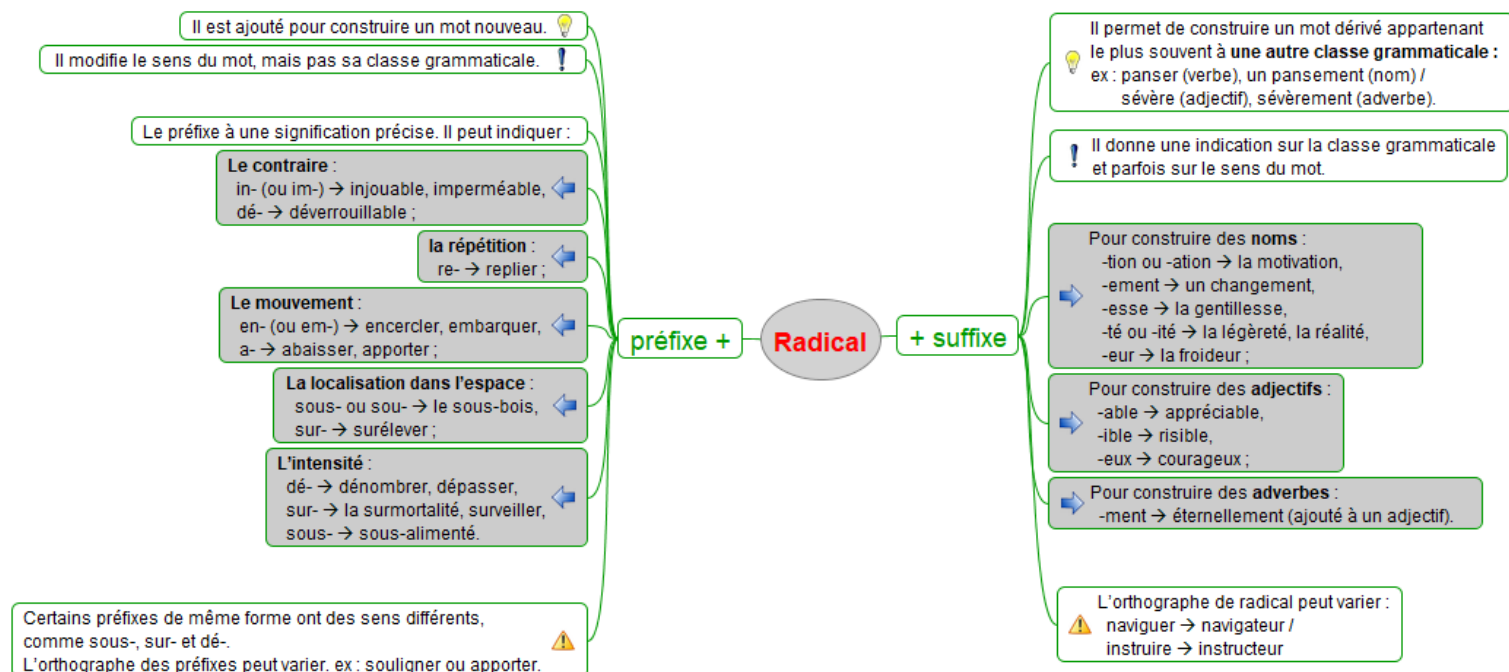 Il est ajouté pour construire un mot nouveau.
Il modifie le sens du mot, mais pas sa classe grammaticale.
Le préfixe à une signification précise. Il peut indiquer :
Le contraire :
in- (ou im-) → injouable, imperméable,
dé- → déverrouillable ;
la répétition :
re- → replier ;
Le mouvement :
en- (ou em-) → encercler, embarquer,
a- → abaisser, apporter ;
La localisation dans l'espace :
sous- ou sou- → le sous-bois,
sur- → surélever ;
L'intensité :
dé- → dénombrer, dépasser,
sur- → la surmortalité, surveiller,
sous- → sous-alimenté.
Certains préfixes de même forme ont des sens différents,
comme sous-, sur- et dé-.
L'orthographe des préfixes peut varier. ex : souligner ou apporter.
préfixe +
Radical
+ suffixe
Il permet de construire un mot dérivé appartenant
le plus souvent à une autre classe grammaticale :
ex : panser (verbe), un pansement (nom) /
sévère (adjectif), sévèrement (adverbe).
Il donne une indication sur la classe grammaticale
et parfois sur le sens du mot.
Pour construire des noms :
-tion ou -ation → la motivation,
-ement → un changement,
-esse → la gentillesse,
-té ou -ité → la légèreté, la réalité,
-eur → la froideur ;
Pour construire des adjectifs :
-able → appréciable,
-ible → risible,
-eux → courageux ;
Pour construire des adverbes :
-ment → éternellement (ajouté à un adjectif).
L'orthographe de radical peut varier :
naviguer → navigateur /
instruire → instructeur